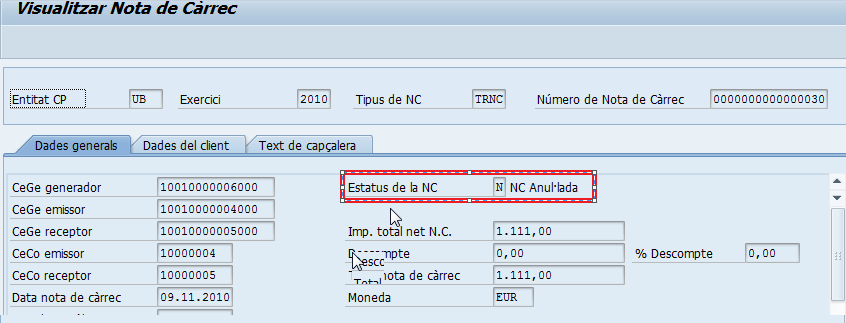 Visualitzar Nota de Càrrec
Entitat CP UB Exercici 2010 Tipus de NC TRNC Número de Nota de Càrrec 0000000000000030
Dades generals Dades del client Text de capçalera
CeGe generador 10010000006000 Estatus de la NC N NC Anul·lada
CeGe emissor 10010000004000
CeGe receptor 10010000005000 Imp. total net N.C. 1.111,00
CeCo emissor 10000004 0,00 % Descompte 0,00
CeCo receptor 10000005 nota de càrrec 1.111,00
Total
Data nota de càrrec 09.11.2010 Moneda EUR